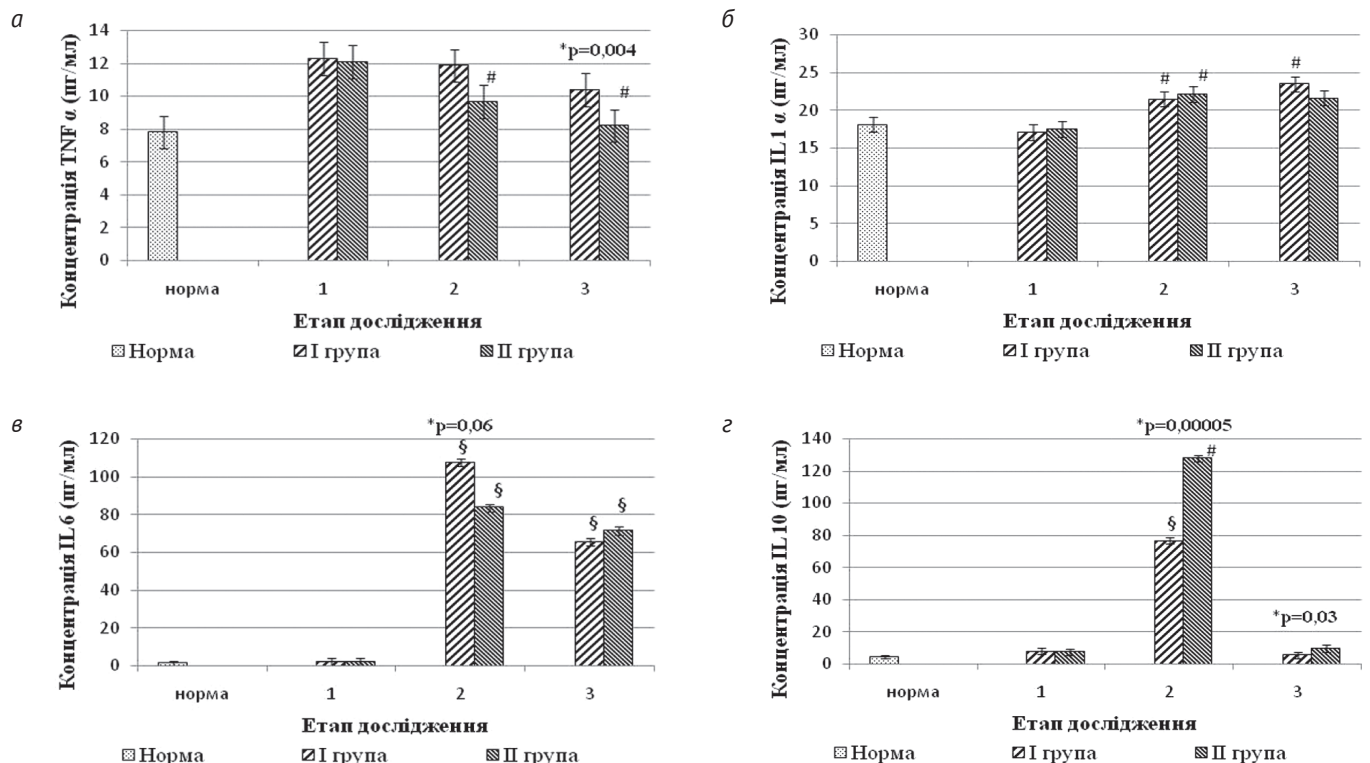 а
Концентрація TNF α (пг/мл)
14
12
10
8
6
4
2
0
*p=0,004
#
#
норма
1
2
3
Етап дослідження
Норма
I група
II група
б
Концентрація IL 1 α (пг/мл)
30
25
20
15
10
5
0
#
#
#
норма
1
2
3
Етап дослідження
Норма
I група
II група
в
Концентрація IL 6 (пг/мл)
120
100
80
60
40
20
0
*p=0,06
§
§
§
§
норма
1
2
3
Етап дослідження
Норма
I група
II група
г
Концентрація IL 10 (пг/мл)
140
120
100
80
60
40
20
0
*p=0,00005
#
§
*p=0,03
норма
1
2
3
Етап дослідження
Норма
I група
II група